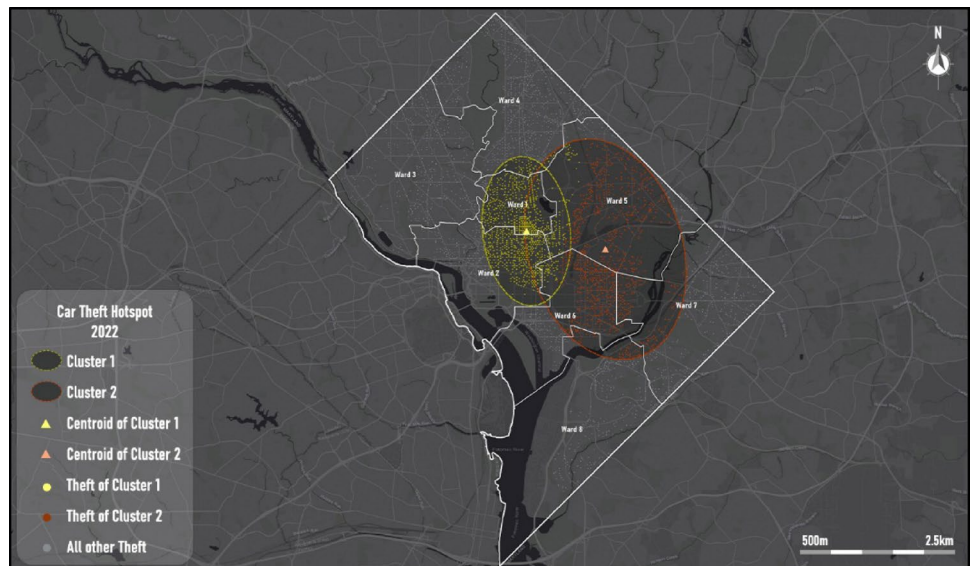 N
Ward 4
Ward 3
Ward 1
Ward 5
Ward 2
Ward 7
Ward 6
Ward 8
Car Theft Hotspot
2022
Cluster 1
Cluster 2
Centroid of Cluster 1
Centroid of Cluster 2
Theft of Cluster 1
Theft of Cluster 2
All other Theft
500m 2.5km